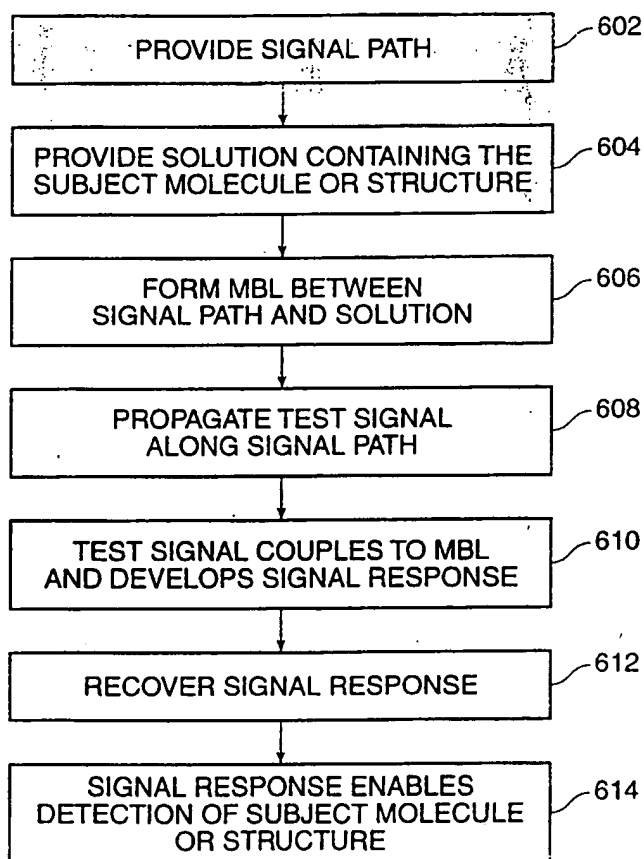 PROVIDE SIGNAL PATH
602
PROVIDE SOLUTION CONTAINING THE
SUBJECT MOLECULE OR STRUCTURE
604
FORM MBL BETWEEN
SIGNAL PATH AND SOLUTION
606
PROPAGATE TEST SIGNAL
ALONG SIGNAL PATH
608
TEST SIGNAL COUPLES TO MBL
AND DEVELOPS SIGNAL RESPONSE
610
RECOVER SIGNAL RESPONSE
612
SIGNAL RESPONSE ENABLES
DETECTION OF SUBJECT MOLECULE
OR STRUCTURE
614